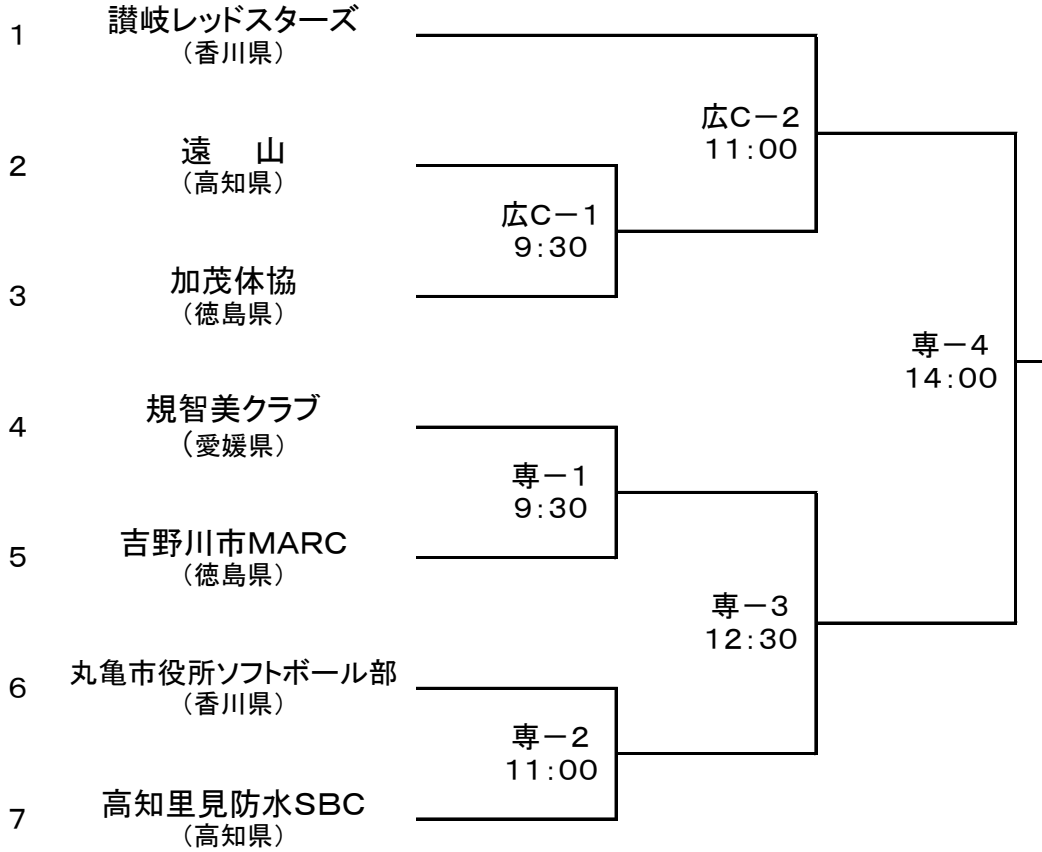 1
讃岐レッドスターズ
（香川県）
広C－2
11:00
2
遠　山
（高知県）
広C－1
9:30
3
加茂体協
（徳島県）
専－4
14:00
4
規智美クラブ
（愛媛県）
専－1
9:30
5
吉野川市MARC
（徳島県）
専－3
12:30
6
丸亀市役所ソフトボール部
（香川県）
専－2
11:00
7
高知里見防水SBC
（高知県）